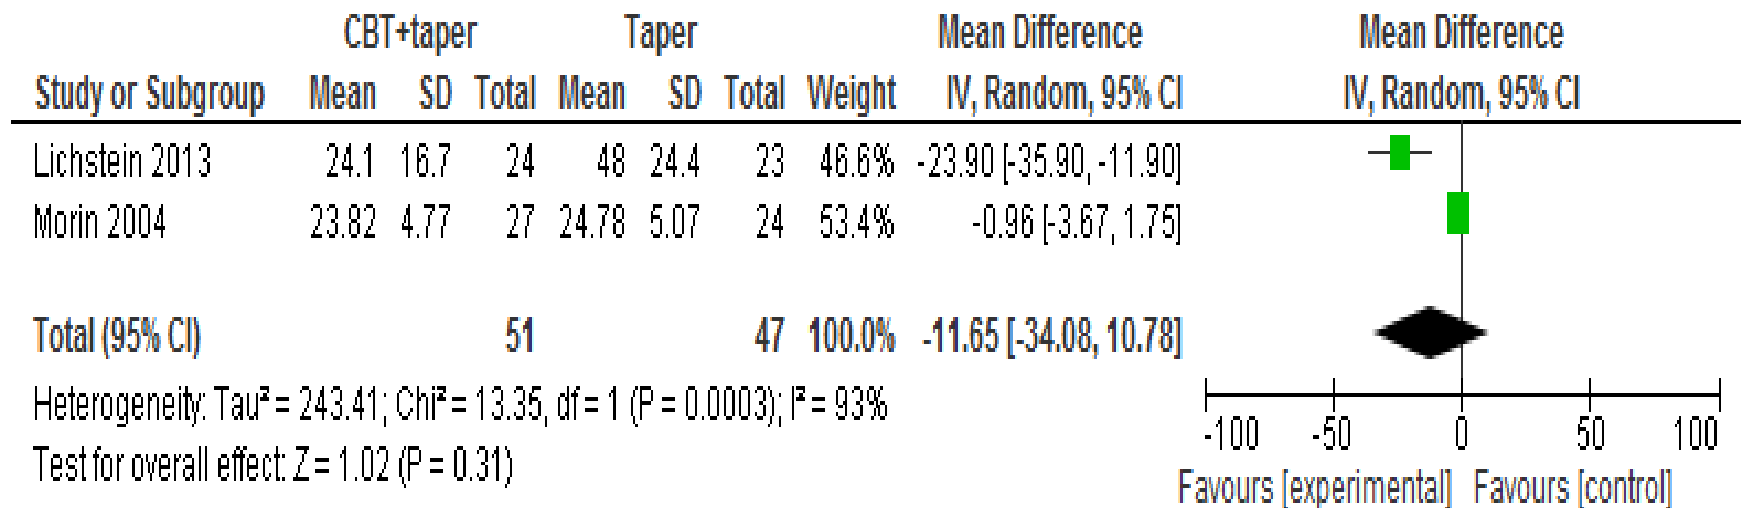 CBT+taper Taper Mean Difference Mean Difference
Study or Subgroup Mean SD Total Mean SD Total Weight IV, Random, 95% CI IV, Random, 95% CI
Lichstein 2013 24.1 16.7 24 48 24.4 23 46.6% -23.90 [-35.90, -11.90]
Morin 2004 23.82 4.77 27 24.78 5.07 24 53.4% -0.96 [-3.67, 1.75]
Total (95% CI) 51 47 100.0% -11.65 [-34.08, 10.78]
Heterogeneity: Tau² = 243.41; Chi² = 13.35, df = 1 (P = 0.0003); I² = 93%
Test for overall effect: Z = 1.02 (P = 0.31)
-100 -50 0 50 100
Favours [experimental] Favours [control]